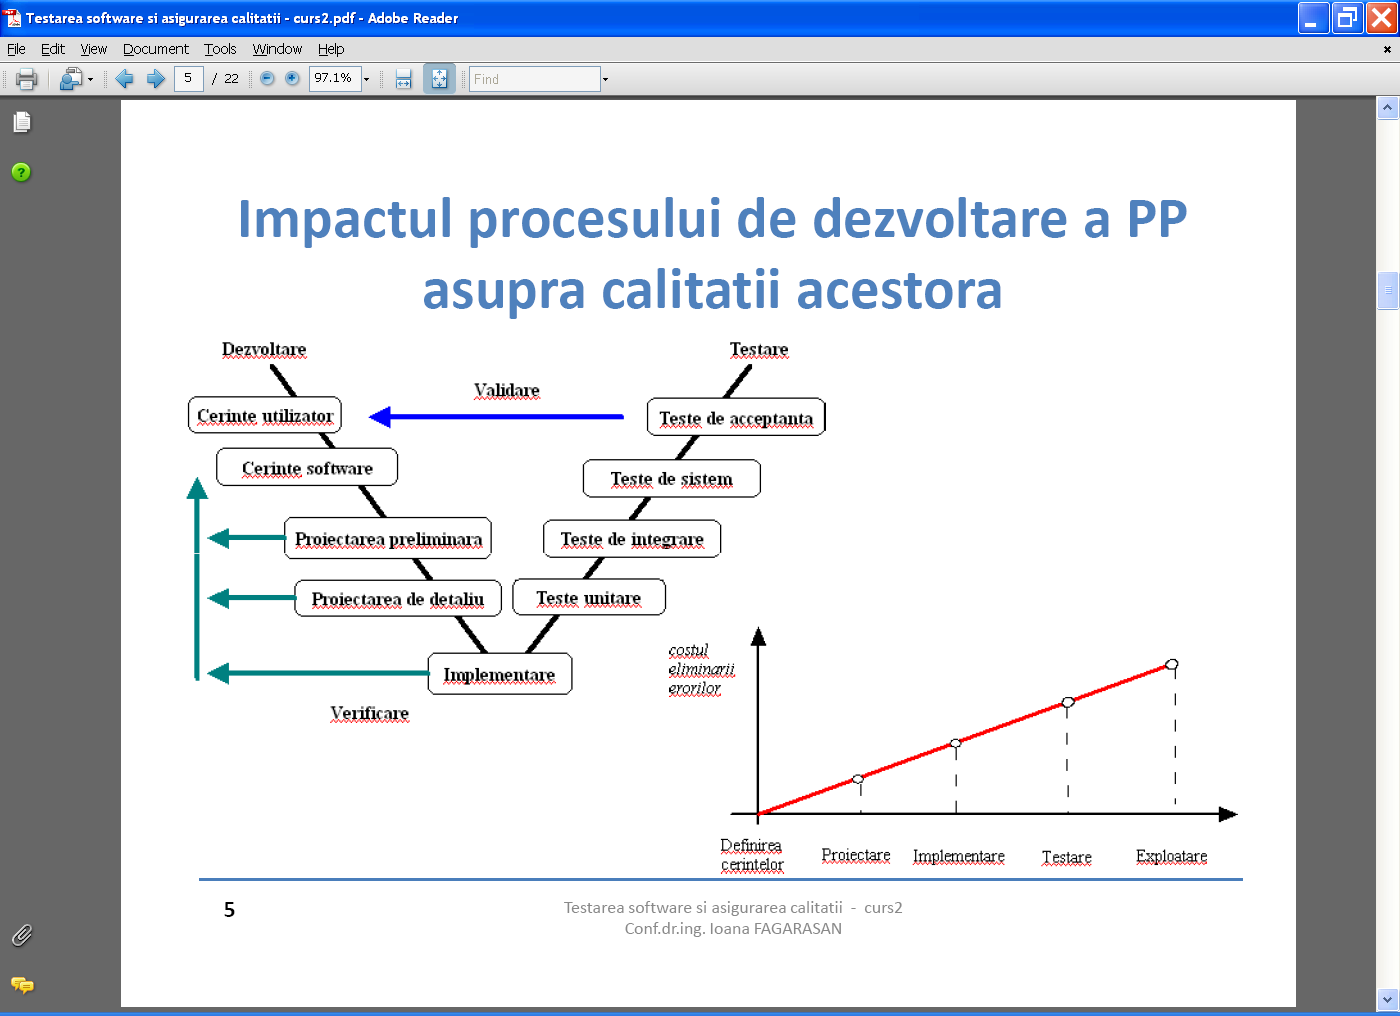 Testarea software si asigurarea calitatii - curs2.pdf - Adobe Reader
File Edit View Document Tools Window Help
5 / 22 97.1% Find
Impactul procesului de dezvoltare a PP
asupra calitatii acestora
Dezvoltare
Testare
Validare
Cerinte utilizator
Teste de acceptanta
Cerinte software
Teste de sistem
Proiectarea preliminara
Teste de integrare
Proiectarea de detaliu
Teste unitare
Implementare
Verificare
costul
eliminarii
erorilor
Definirea
cerintelor
Proiectare
Implementare
Testare
Exploatare
5
Testarea software si asigurarea calitatii - curs2
Conf.dr.ing. Ioana FAGARASAN